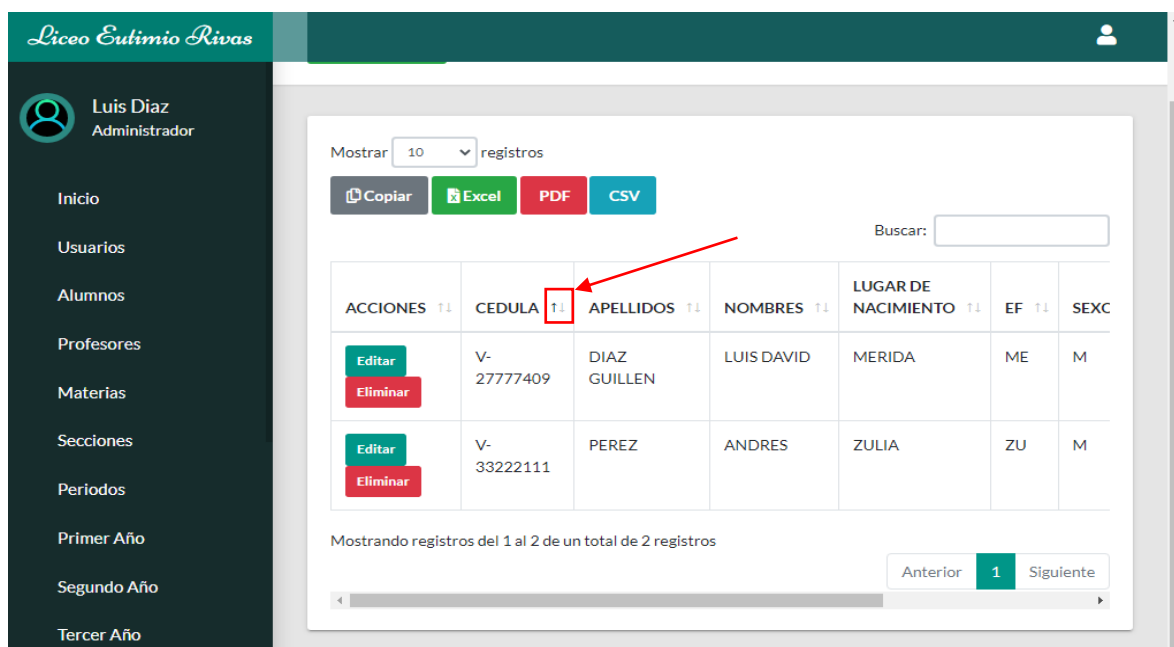 Liceo Eutimio Rivas
Luis Diaz
Administrador
Inicio
Usuarios
Alumnos
Profesores
Materias
Secciones
Periodos
Primer Año
Segundo Año
Tercer Año
Mostrar 10 registros
Copiar Excel PDF CSV
Buscar:
ACCIONES CEDULA APELLIDOS NOMBRES LUGAR DE NACIMIENTO EF SEXO
Editar
Eliminar
V-
27777409
DIAZ
GUILLEN
LUIS DAVID
MERIDA
ME
M
Editar
Eliminar
V-
33222111
PEREZ
ANDRES
ZULIA
ZU
M
Mostrando registros del 1 al 2 de un total de 2 registros
Anterior 1 Siguiente